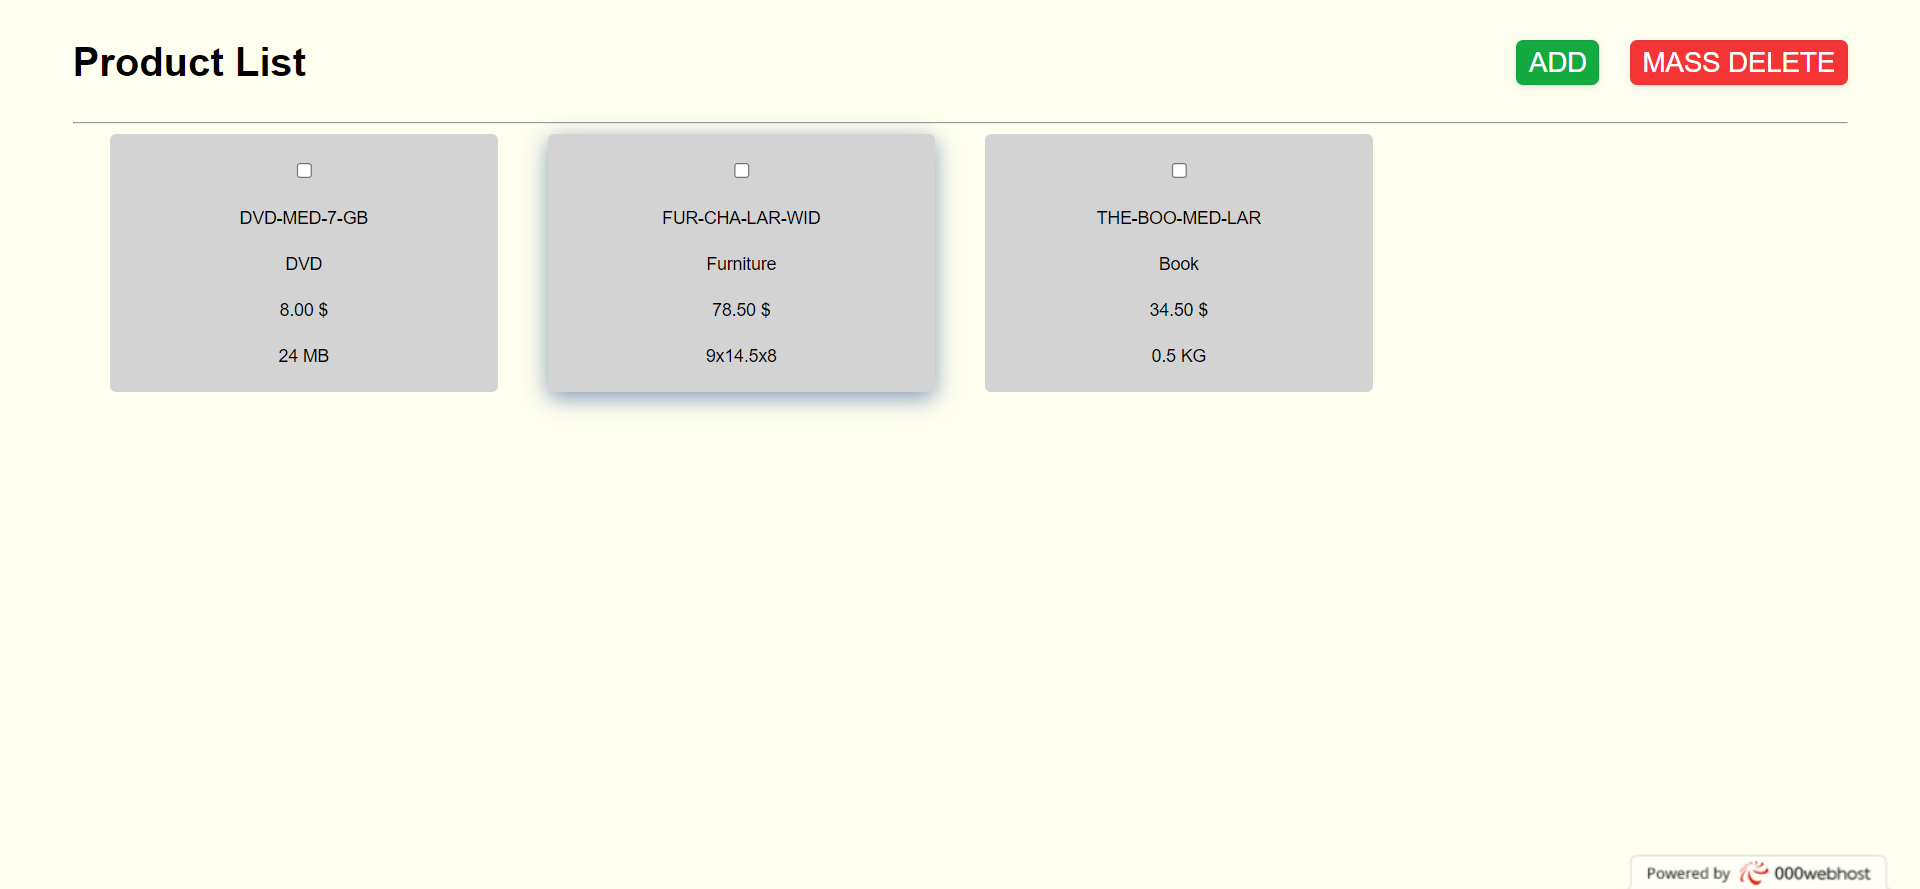 Product List
ADD
MASS DELETE
DVD-MED-7-GB
DVD
8.00 $
24 MB
FUR-CHA-LAR-WID
Furniture
78.50 $
9x14.5x8
THE-BOO-MED-LAR
Book
34.50 $
0.5 KG
Powered by 000webhost